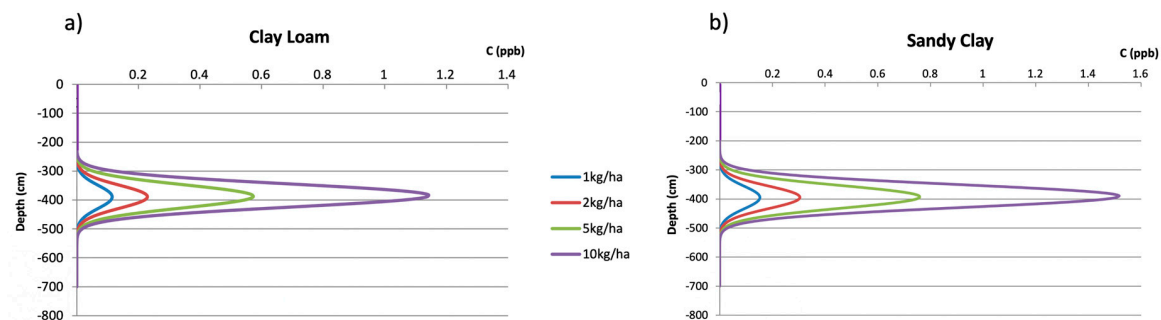 a)
Clay Loam
C (ppb)
0.2 0.4 0.6 0.8 1 1.2 1.4
0
-100
-200
-300
-400
-500
-600
-700
-800
Depth (cm)
1kg/ha
2kg/ha
5kg/ha
10kg/ha
b)
Sandy Clay
C (ppb)
0.2 0.4 0.6 0.8 1 1.2 1.4 1.6
0
-100
-200
-300
-400
-500
-600
-700
-800
Depth (cm)